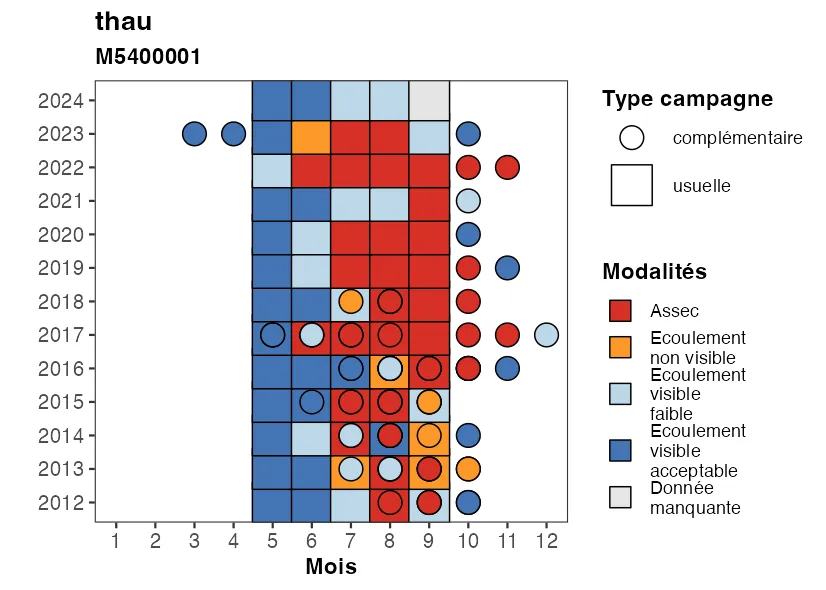 thau
M5400001
2024
2023
2022
2021
2020
2019
2018
2017
2016
2015
2014
2013
2012
1 2 3 4 5 6 7 8 9 10 11 12
Mois
Type campagne
complémentaire
usuelle
Modalités
Assec
Ecoulement
non visible
Ecoulement
visible
faible
Ecoulement
visible
acceptable
Donnée
manquante